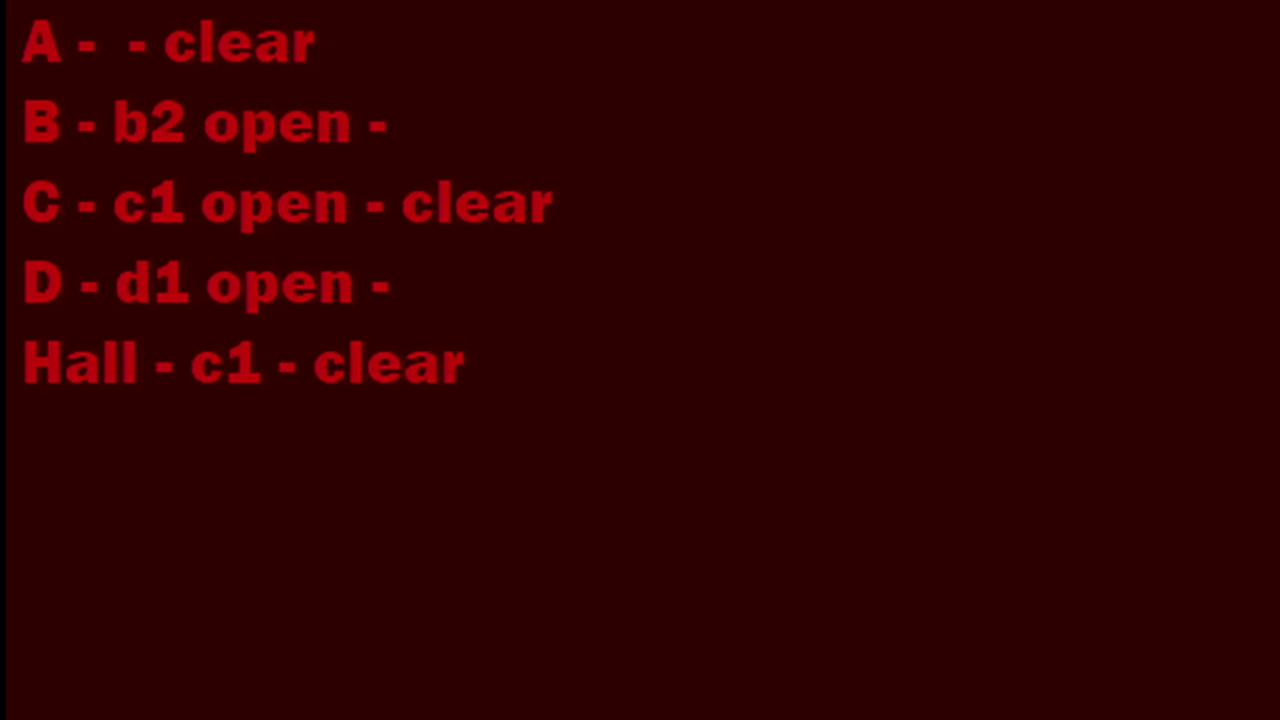 A -  - clear
B - b2 open -
C - c1 open - clear
D - d1 open -
Hall - c1 - clear